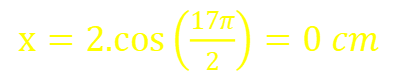 x = 2.cos (17π/2) = 0 cm